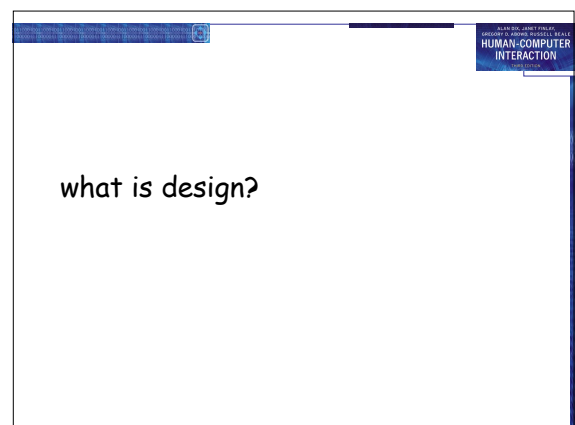 ALAN DIX, JANET FINLAY,
GREGORY D. ABOWD, RUSSELL BEALE
HUMAN-COMPUTER
INTERACTION
THIRD EDITION
what is design?